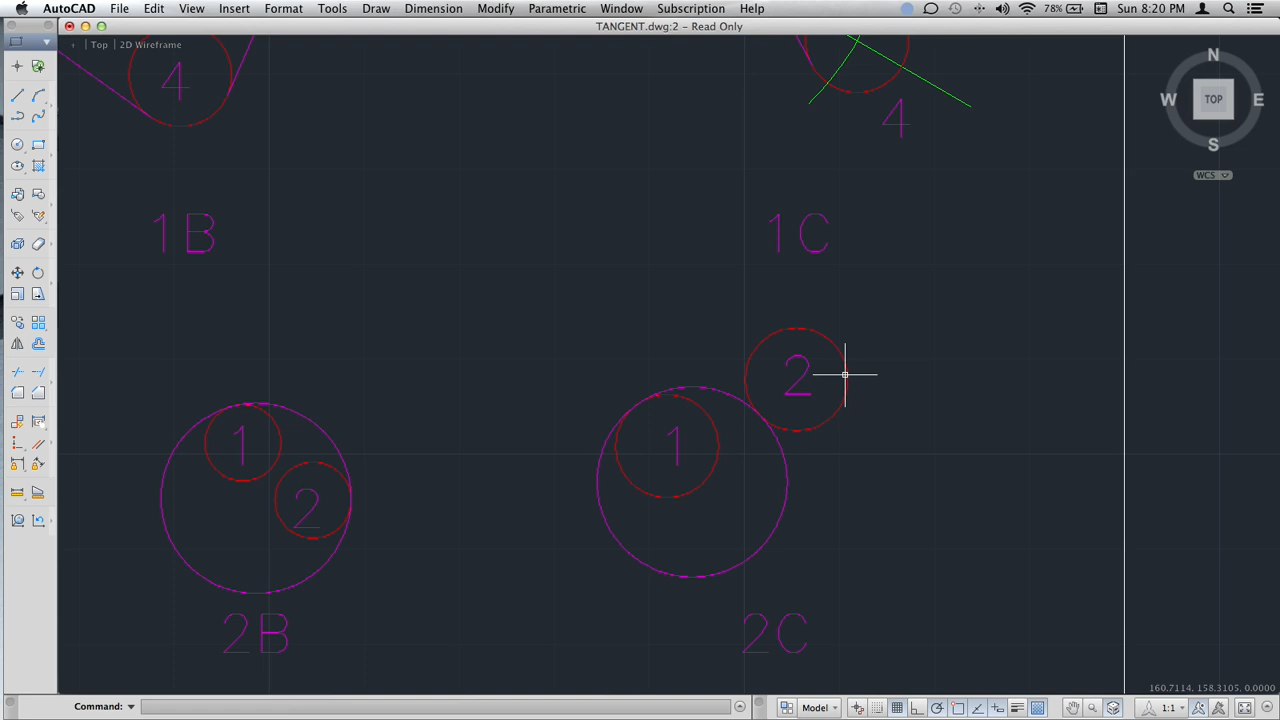 AutoCAD File Edit View Insert Format Tools Draw Dimension Modify Parametric Window Subscription Help 78% Sun 8:20 PM
TANGENT.dwg:2 - Read Only
+ Top 2D Wireframe
N
W TOP E
S
WCS
4
4
1B
1C
2
1
1
2
2B
2C
160.7114, 158.3105, 0.0000
Command:
Model
1:1